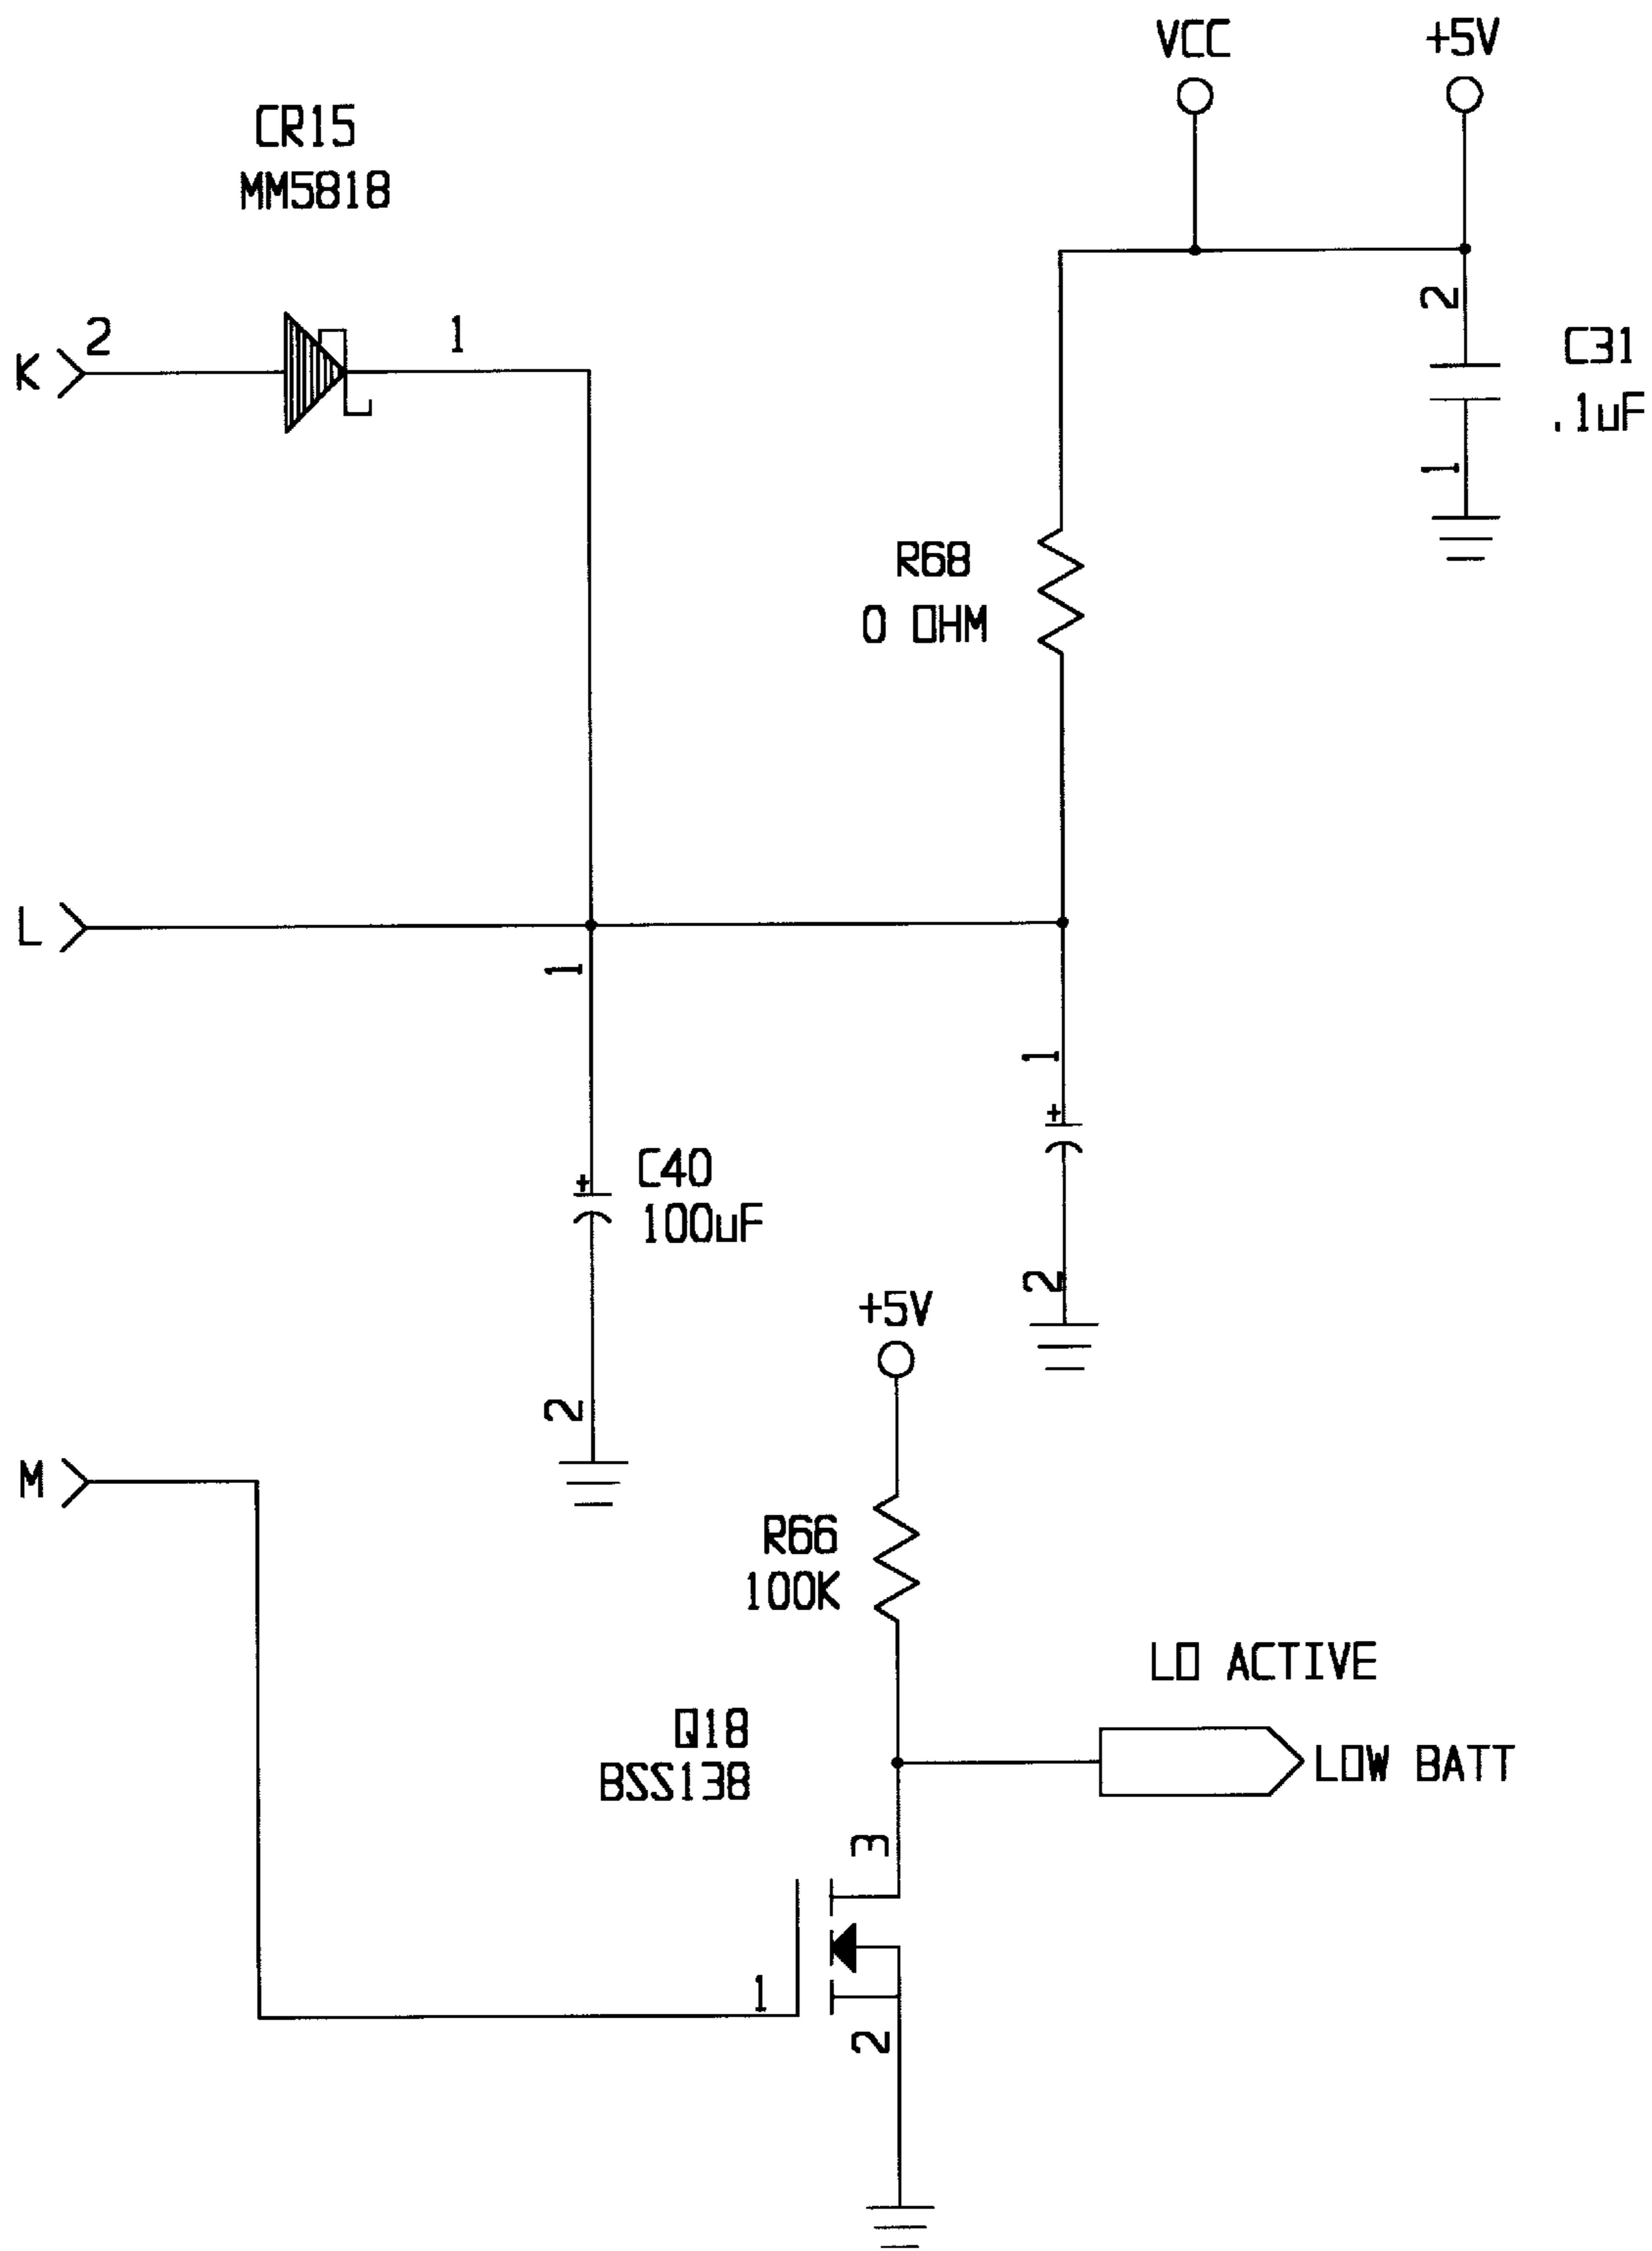 VCC
+5V
CR15
MM5818
K
2
1
2
C31
.1uF
1
R68
0 OHM
L
1
1
C40
100uF
2
+5V
2
M
R66
100K
LO ACTIVE
Q18
BSS138
LOW BATT
3
1
2